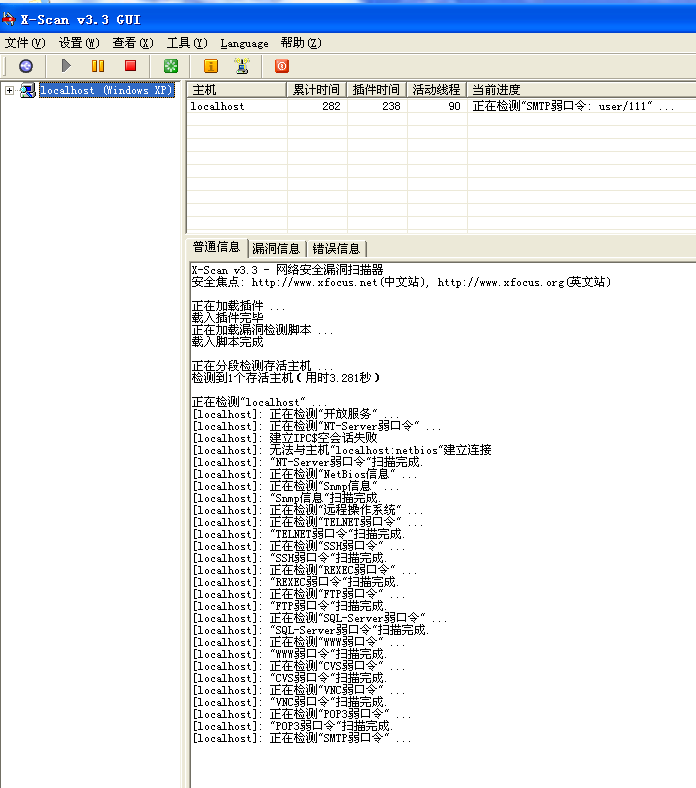 X-Scan v3.3 GUI
文件(V) 设置(W) 查看(X) 工具(Y) Language 帮助(Z)
localhost (Windows XP)
主机 累计时间 插件时间 活动线程 当前进度
localhost 282 238 90 正在检测"SMTP弱口令: user/111" ...
普通信息 漏洞信息 错误信息
X-Scan v3.3 - 网络安全漏洞扫描器
安全焦点: http://www.xfocus.net(中文站), http://www.xfocus.org(英文站)
正在加载插件 ...
载入插件完毕
正在加载漏洞检测脚本 ...
载入脚本完成
正在分段检测存活主机 ...
检测到1个存活主机(用时3.281秒)
正在检测"localhost" ...
[localhost]: 正在检测"开放服务" ...
[localhost]: 正在检测"NT-Server弱口令" ...
[localhost]: 建立IPC$空会话失败
[localhost]: 无法与主机"localhost:netbios"建立连接
[localhost]: "NT-Server弱口令"扫描完成.
[localhost]: 正在检测"NetBios信息" ...
[localhost]: 正在检测"Snmp信息" ...
[localhost]: "Snmp信息"扫描完成.
[localhost]: 正在检测"远程操作系统" ...
[localhost]: 正在检测"TELNET弱口令" ...
[localhost]: "TELNET弱口令"扫描完成.
[localhost]: 正在检测"SSH弱口令" ...
[localhost]: "SSH弱口令"扫描完成.
[localhost]: 正在检测"REXEC弱口令" ...
[localhost]: "REXEC弱口令"扫描完成.
[localhost]: 正在检测"FTP弱口令" ...
[localhost]: "FTP弱口令"扫描完成.
[localhost]: 正在检测"SQL-Server弱口令" ...
[localhost]: "SQL-Server弱口令"扫描完成.
[localhost]: 正在检测"WWW弱口令" ...
[localhost]: "WWW弱口令"扫描完成.
[localhost]: 正在检测"CVS弱口令" ...
[localhost]: "CVS弱口令"扫描完成.
[localhost]: 正在检测"VNC弱口令" ...
[localhost]: "VNC弱口令"扫描完成.
[localhost]: 正在检测"POP3弱口令" ...
[localhost]: "POP3弱口令"扫描完成.
[localhost]: 正在检测"SMTP弱口令" ...